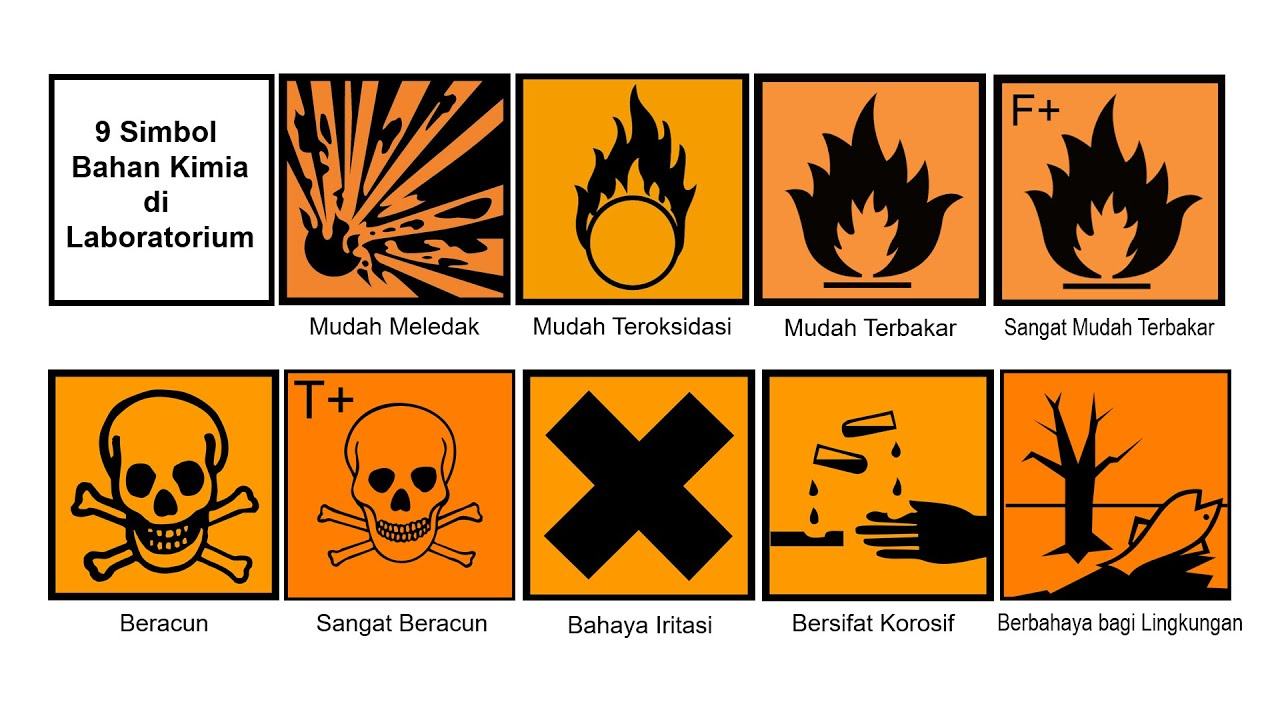 9 Simbol
Bahan Kimia
di
Laboratorium
F+
Mudah Meledak
Mudah Teroksidasi
Mudah Terbakar
Sangat Mudah Terbakar
T+
Beracun
Sangat Beracun
Bahaya Iritasi
Bersifat Korosif
Berbahaya bagi Lingkungan